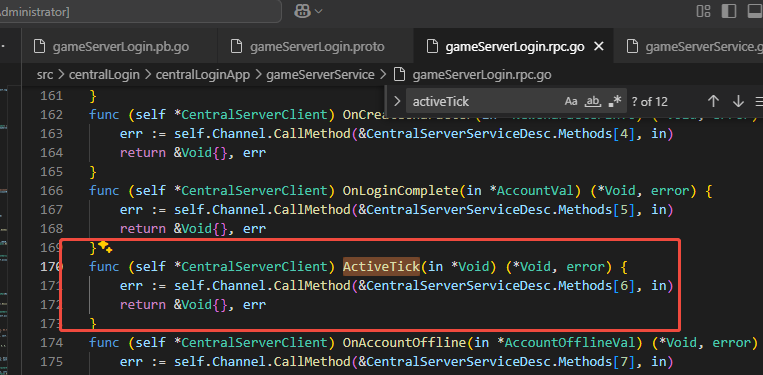 Administrator]
gameServerLogin.pb.go
gameServerLogin.proto
gameServerLogin.rpc.go
gameServerService.g
src > centralLogin > centralLoginApp > gameServerService > gameServerLogin.rpc.go
activeTick
Aa
ab
.*
? of 12
161 }
162 func (self *CentralServerClient)
163 err := self.Channel.CallMethod(&CentralServerServiceDesc.Methods[4], in)
164 return &Void{}, err
165 }
166 func (self *CentralServerClient) OnLoginComplete(in *AccountVal) (*Void, error) {
167 err := self.Channel.CallMethod(&CentralServerServiceDesc.Methods[5], in)
168 return &Void{}, err
169 }
170 func (self *CentralServerClient) ActiveTick(in *Void) (*Void, error) {
171 err := self.Channel.CallMethod(&CentralServerServiceDesc.Methods[6], in)
172 return &Void{}, err
173 }
174 func (self *CentralServerClient) OnAccountOffline(in *AccountOfflineVal) (*Void, error)
175 err := self.Channel.CallMethod(&CentralServerServiceDesc.Methods[7], in)